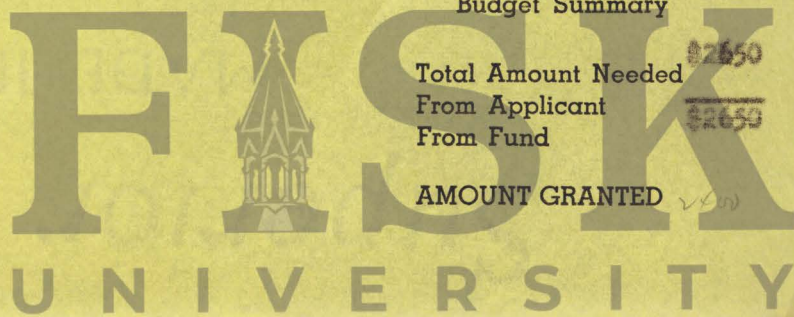 Budget Summary
Total Amount Needed $2650
From Applicant
From Fund $2650
AMOUNT GRANTED
FISK
UNIVERSITY